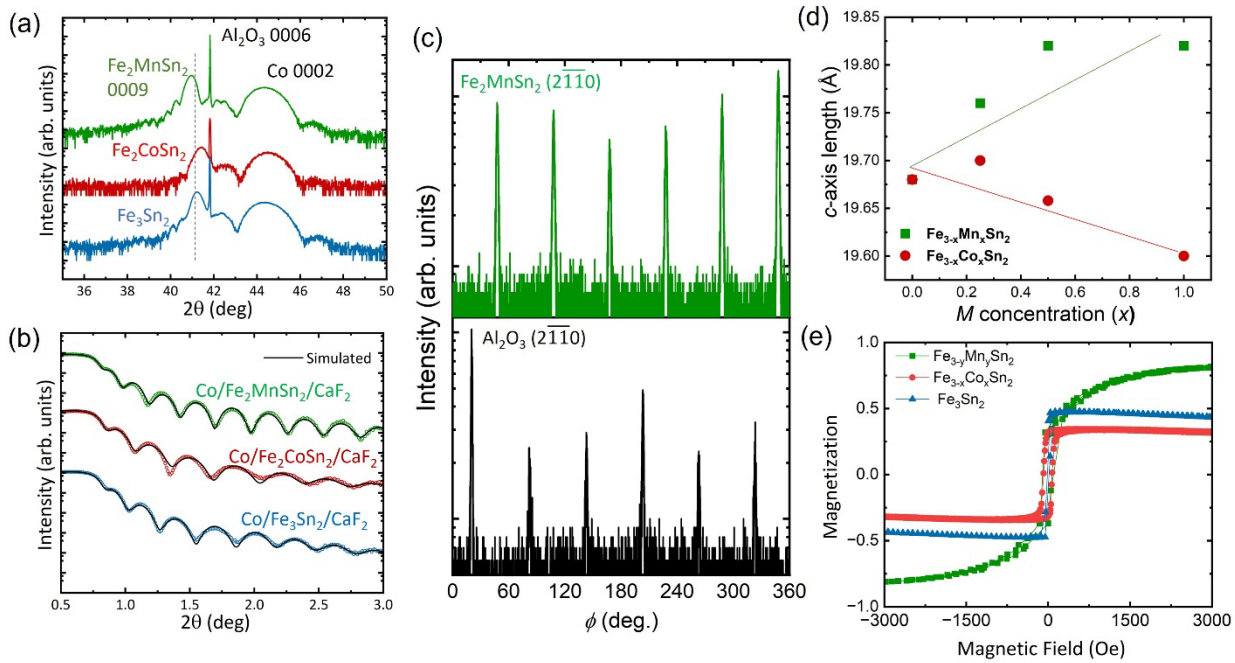 (a)
Al₂O₃ 0006
Co 0002
Fe₂MnSn₂
0009
Fe₂CoSn₂
Fe₃Sn₂
Intensity (arb. units)
36 38 40 42 44 46 48 50
2θ (deg)
(b)
Simulated
Co/Fe₂MnSn₂/CaF₂
Co/Fe₂CoSn₂/CaF₂
Co/Fe₃Sn₂/CaF₂
Intensity (arb. units)
0.5 1.0 1.5 2.0 2.5 3.0
2θ (deg)
(c)
Fe₂MnSn₂ (21̅1̅0)
Al₂O₃ (21̅1̅0)
Intensity (arb. units)
0 60 120 180 240 300 360
ϕ (deg.)
(d)
19.85
19.80
19.70
19.60
c-axis length (Å)
Fe₃₋ₓMnₓSn₂
Fe₃₋ₓCoₓSn₂
0.0 0.2 0.4 0.6 0.8 1.0
M concentration (x)
(e)
1.0
0.5
0.0
−0.5
−1.0
Magnetization
Fe₃₋yMnySn₂
Fe₃₋ₓCoₓSn₂
Fe₃Sn₂
−3000 −1500 0 1500 3000
Magnetic Field (Oe)